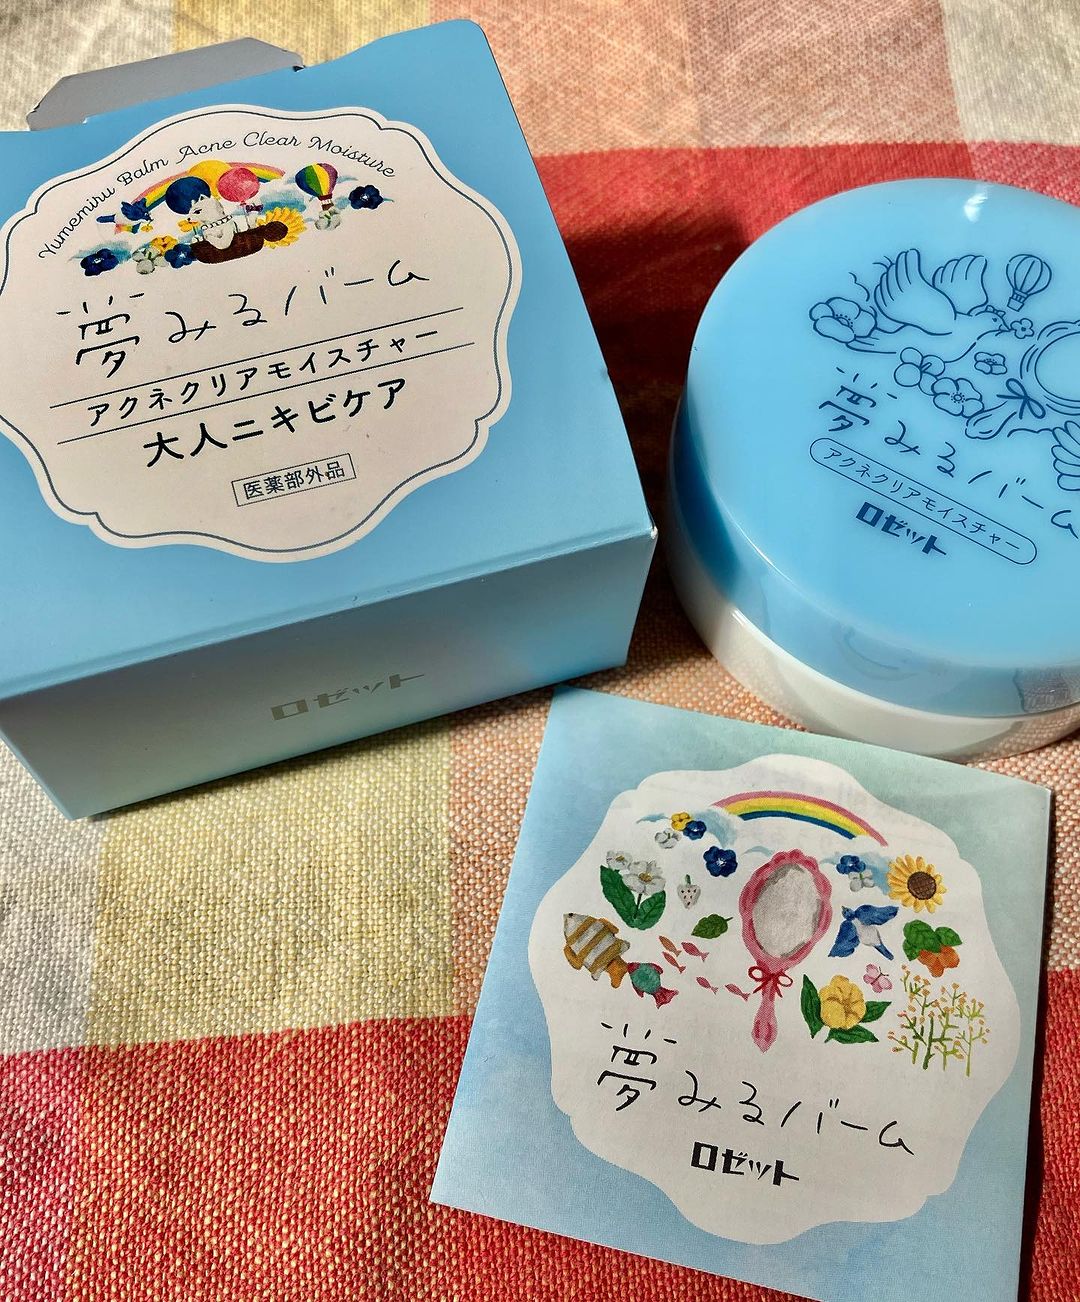 Yumemiru Balm Acne Clear Moisture
夢みるバーム
アクネクリアモイスチャー
大人ニキビケア
医薬部外品
ロゼット
夢みるバーム
アクネクリアモイスチャー
ロゼット
夢みるバーム
ロゼット